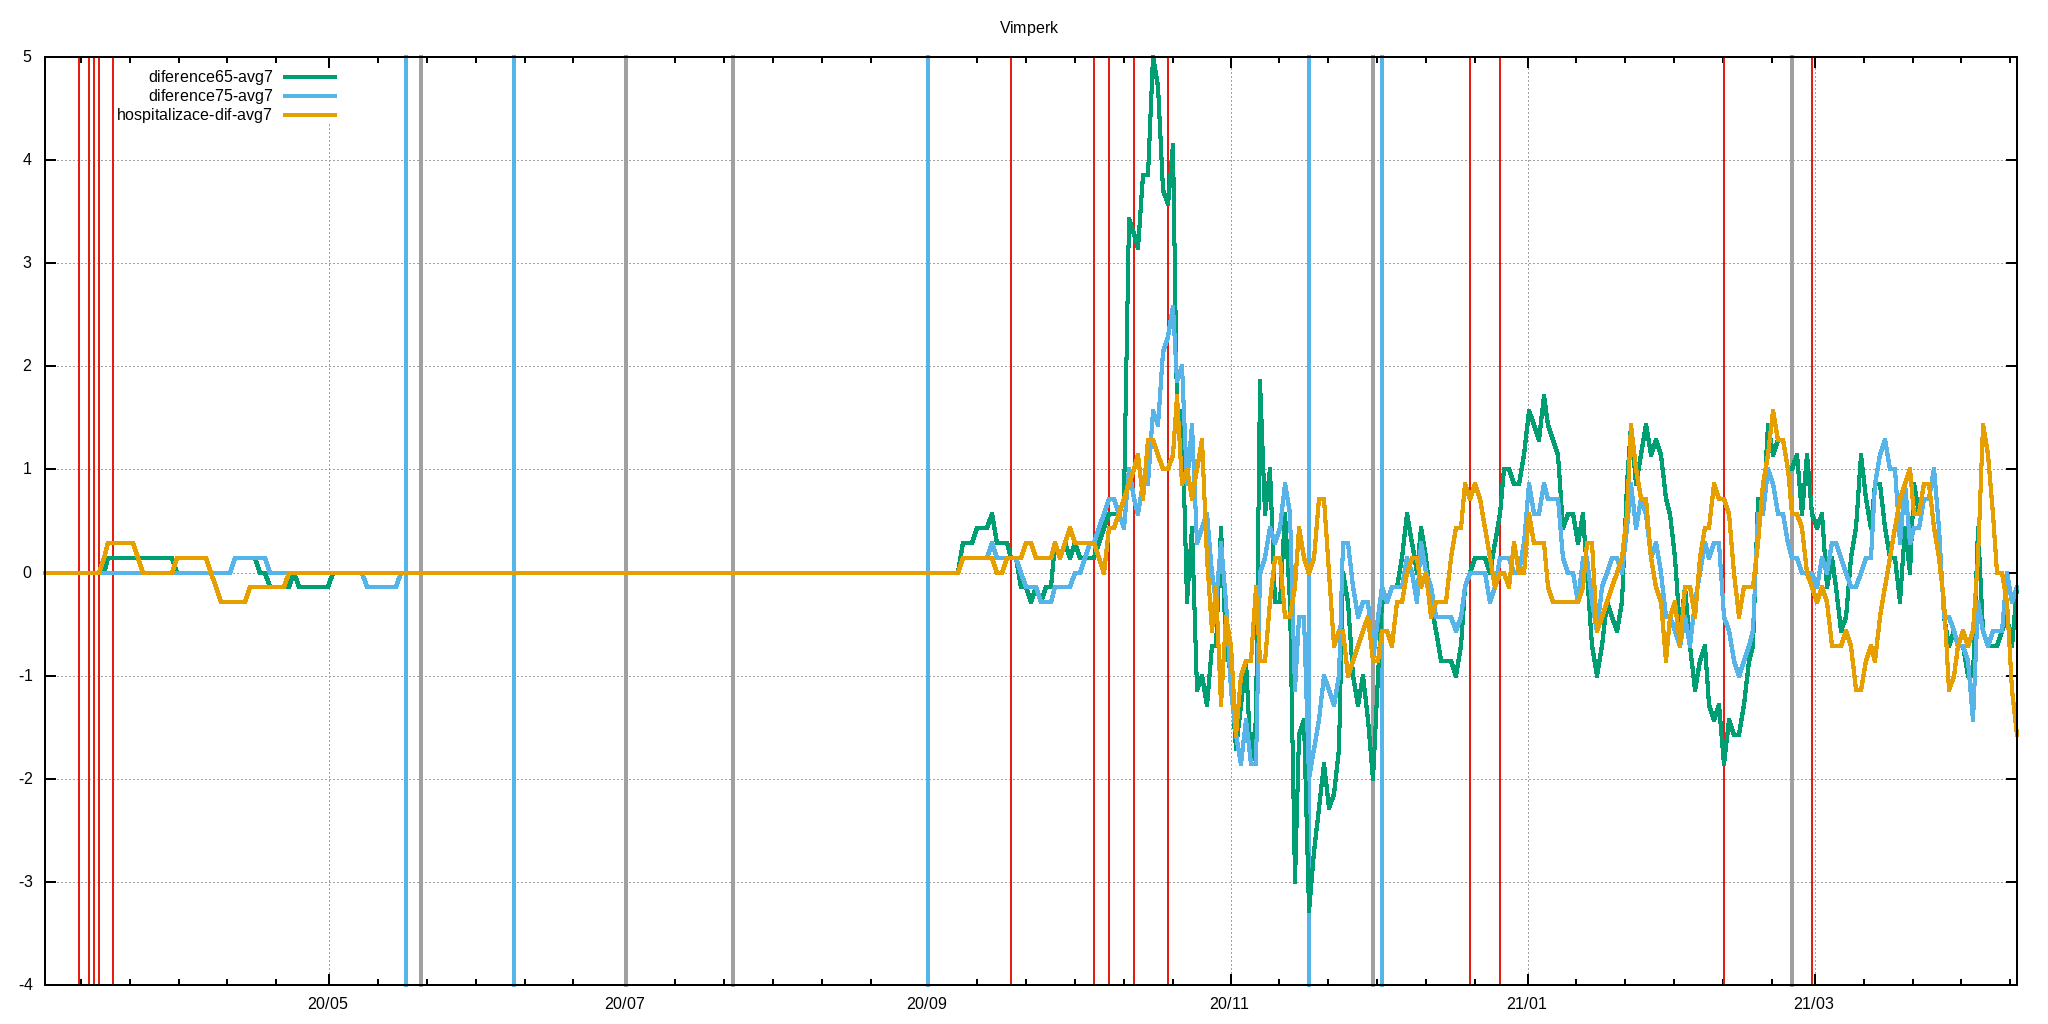 Vimperk
diference65-avg7
diference75-avg7
hospitalizace-dif-avg7
5
4
3
2
1
0
-1
-2
-3
-4
20/05 20/07 20/09 20/11 21/01 21/03